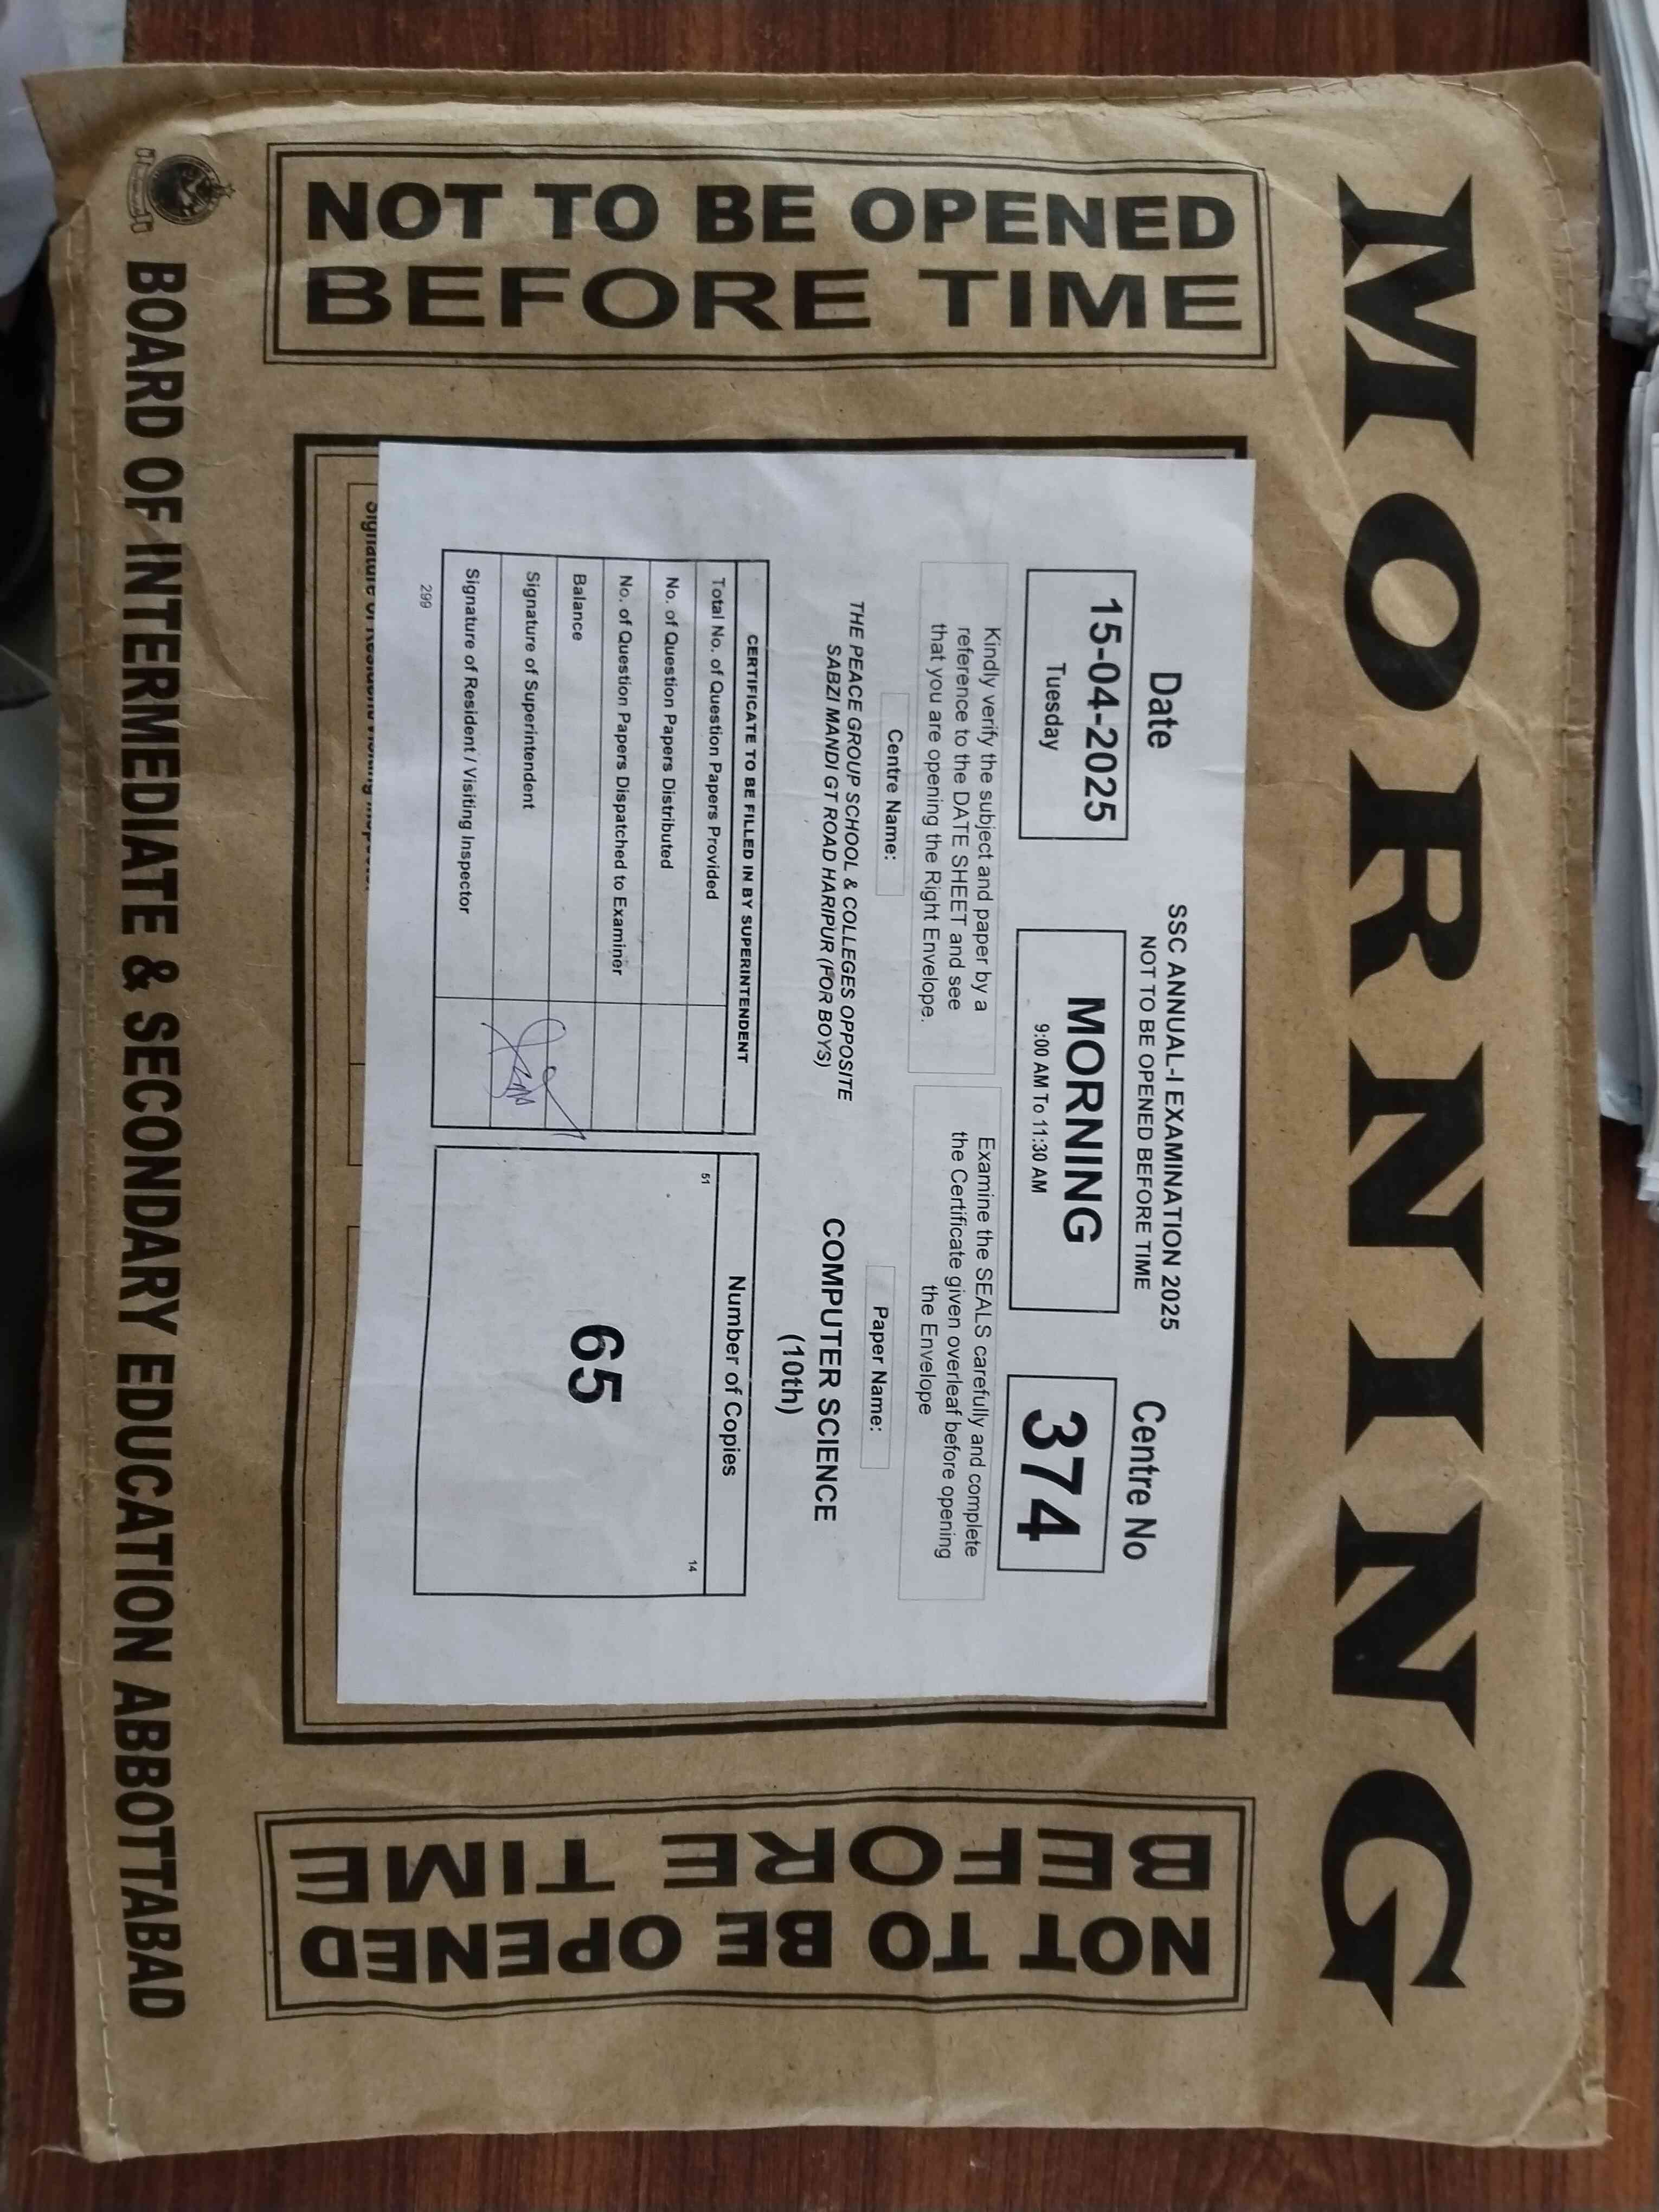 MORNING
NOT TO BE OPENED
BEFORE TIME
Date
SSC ANNUAL-I EXAMINATION 2025
NOT TO BE OPENED BEFORE TIME
Centre No
15-04-2025
Tuesday
MORNING
9:00 AM To 11:30 AM
374
Kindly verify the subject and paper by a
reference to the DATE SHEET and see
that you are opening the Right Envelope.
Examine the SEALS carefully and complete
the Certificate given overleaf before opening
the Envelope
Centre Name:
Paper Name:
THE PEACE GROUP SCHOOL & COLLEGES OPPOSITE
SABZI MANDI GT ROAD HARIPUR (FOR BOYS)
COMPUTER SCIENCE
(10th)
CERTIFICATE TO BE FILLED IN BY SUPERINTENDENT
Total No. of Question Papers Provided
No. of Question Papers Distributed
No. of Question Papers Dispatched to Examiner
Balance
Signature of Superintendent
Signature of Resident / Visiting Inspector
Number of Copies
51
14
65
299
Signature of Resident Visiting Inspector
NOT TO BE OPENED
BEFORE TIME
BOARD OF INTERMEDIATE & SECONDARY EDUCATION ABBOTTABAD